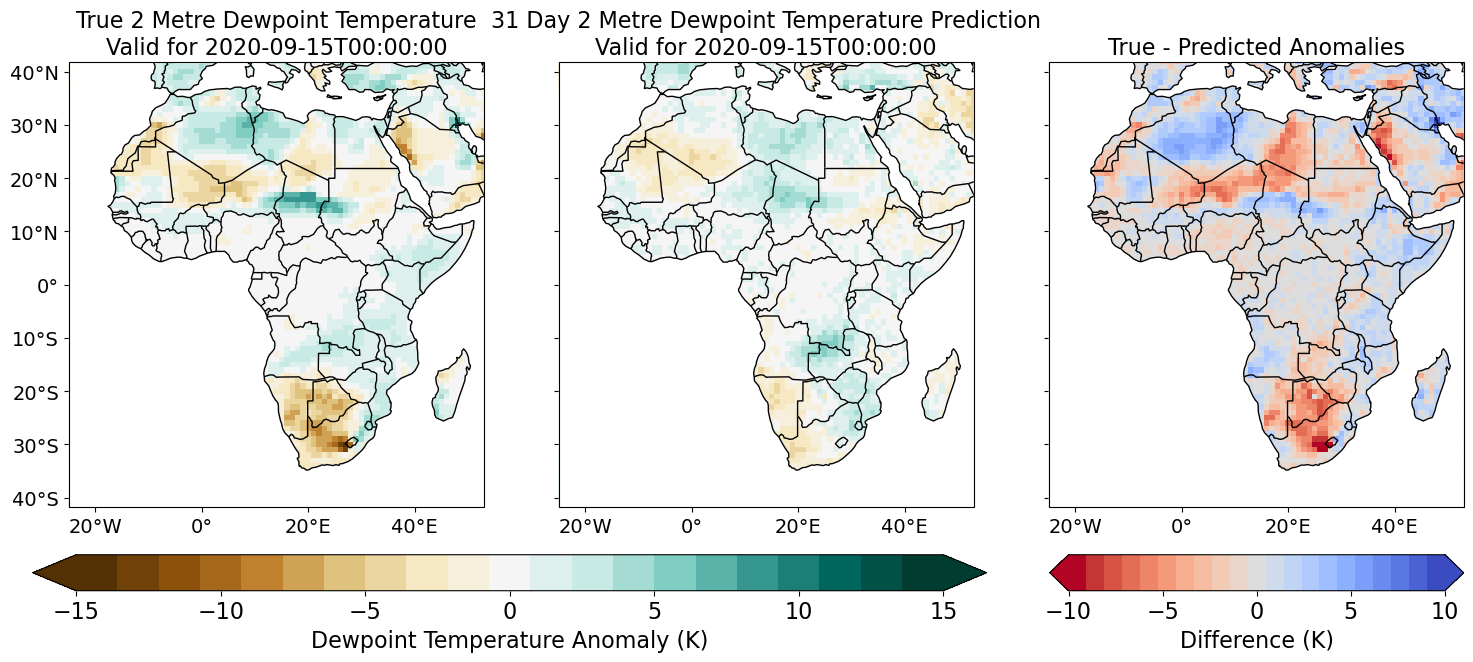 True 2 Metre Dewpoint Temperature
Valid for 2020-09-15T00:00:00
31 Day 2 Metre Dewpoint Temperature Prediction
Valid for 2020-09-15T00:00:00
True - Predicted Anomalies
40°N
30°N
20°N
10°N
0°
10°S
20°S
30°S
40°S
20°W 0° 20°E 40°E
20°W 0° 20°E 40°E
20°W 0° 20°E 40°E
−15 −10 −5 0 5 10 15
Dewpoint Temperature Anomaly (K)
−10 −5 0 5 10
Difference (K)